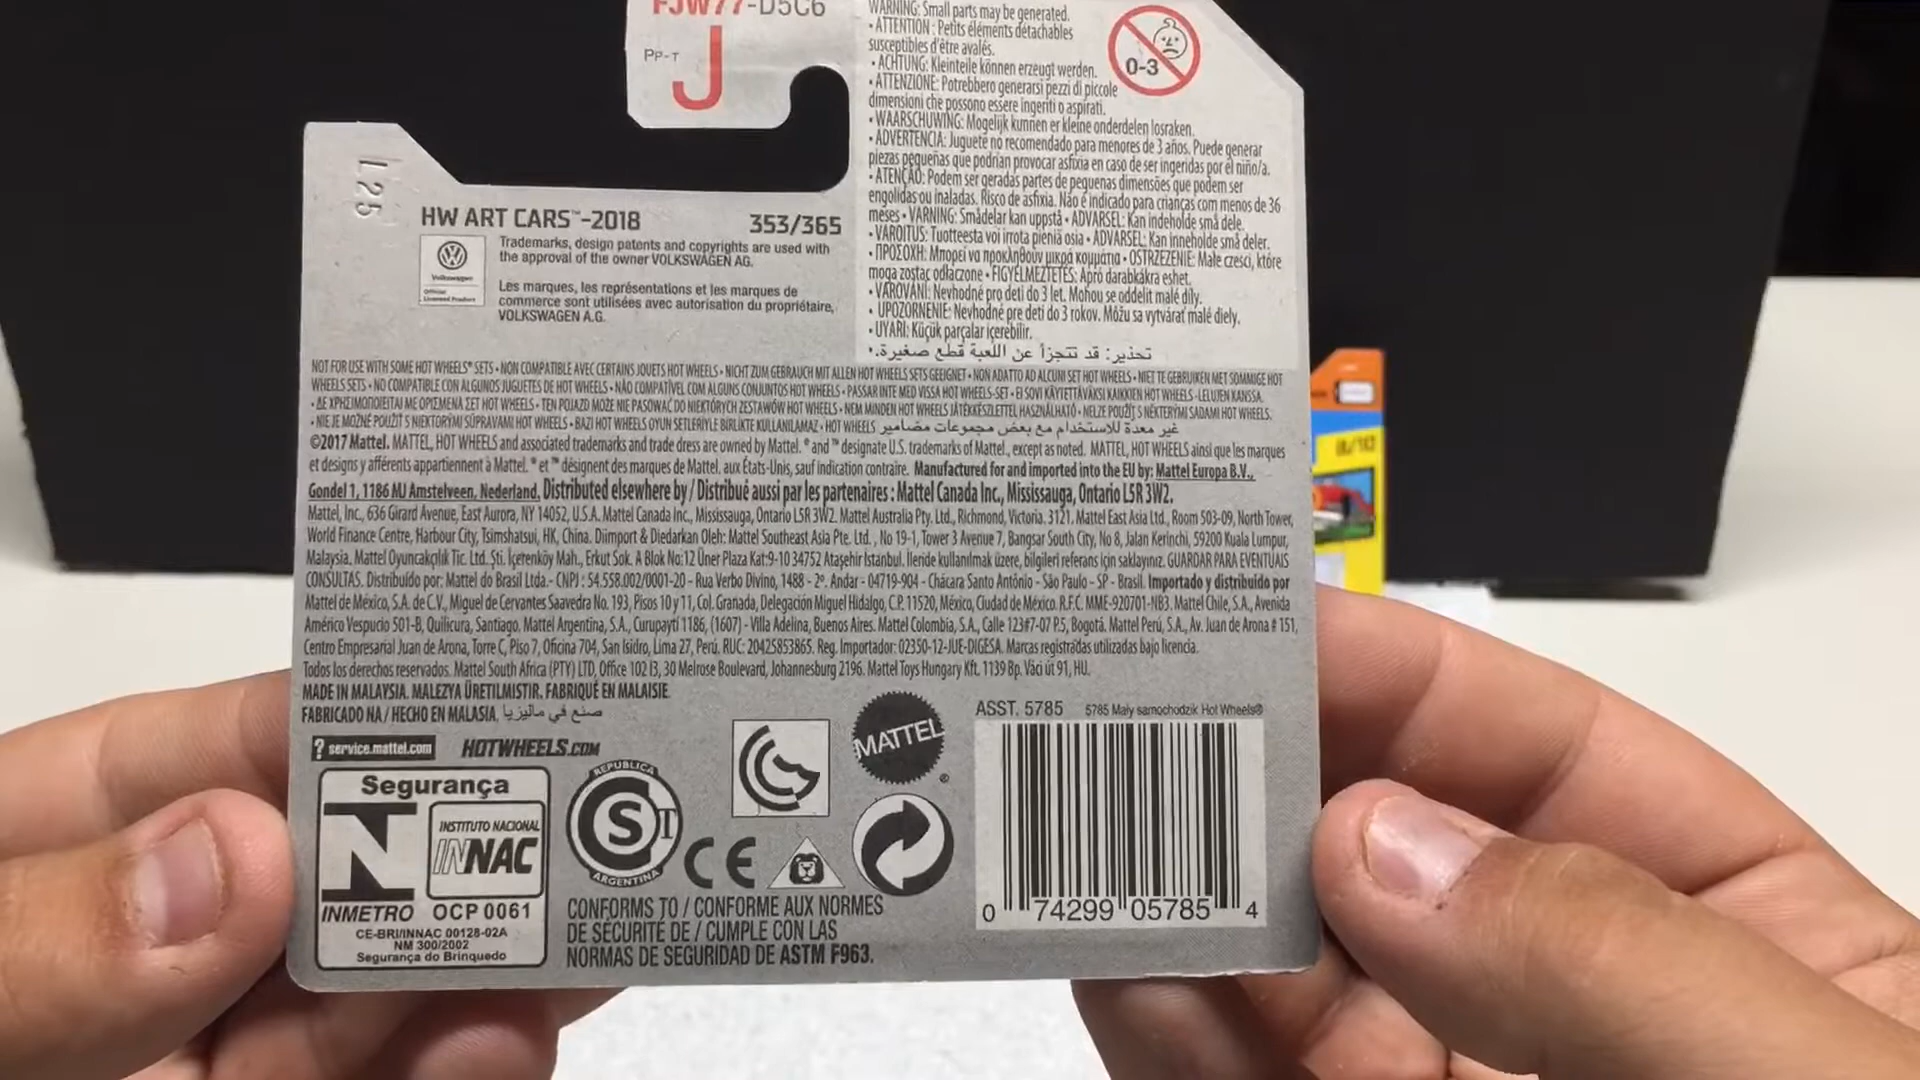 FJW77-D5C6
PP-T
J
WARNING: Small parts may be generated.
• ATTENTION : Petits éléments détachables
susceptibles d'être avalés.
• ACHTUNG: Kleinteile können erzeugt werden.
• ATTENZIONE: Potrebbero generarsi pezzi di piccole
dimensioni che possono essere ingeriti o aspirati.
• WAARSCHUWING: Mogelijk kunnen er kleine onderdelen losraken.
• ADVERTENCIA: Juguete no recomendado para menores de 3 años. Puede generar
piezas pequeñas que podrían provocar asfixia en caso de ser ingeridas por el niño/a.
• ATENÇÃO: Podem ser geradas partes de pequenas dimensões que podem ser
engolidas ou inaladas. Risco de asfixia. Não é indicado para crianças com menos de 36
meses • VARNING: Smådelar kan uppstå • ADVARSEL: Kan indeholde små dele.
• VAROITUS: Tuotteesta voi irrota pieniä osia • ADVARSEL: Kan inneholde små deler.
• ΠΡΟΣΟΧΗ: Μπορεί να προκληθούν μικρά κομμάτια • OSTRZEŻENIE: Małe części, które
mogą zostać odłączone • FIGYELMEZTETÉS: Apró darabkákra eshet.
• VAROVÁNÍ: Nevhodné pro děti do 3 let. Mohou se oddělit malé díly.
• UPOZORNENIE: Nevhodné pre deti do 3 rokov. Môžu sa vytvárať malé diely.
• UYARI: Küçük parçalar içerebilir.
• تحذير: قد تتجزأ عن اللعبة قطع صغيرة.
0-3
L25
HW ART CARS™-2018 353/365
Volkswagen
Official
Licensed Product
Trademarks, design patents and copyrights are used with
the approval of the owner VOLKSWAGEN AG.
Les marques, les représentations et les marques de
commerce sont utilisées avec autorisation du propriétaire,
VOLKSWAGEN A.G.
NOT FOR USE WITH SOME HOT WHEELS® SETS • NON COMPATIBLE AVEC CERTAINS JOUETS HOT WHEELS • NICHT ZUM GEBRAUCH MIT ALLEN HOT WHEELS SETS GEEIGNET • NON ADATTO AD ALCUNI SET HOT WHEELS • NIET TE GEBRUIKEN MET SOMMIGE HOT
WHEELS SETS • NO COMPATIBLE CON ALGUNOS JUGUETES DE HOT WHEELS • NÃO COMPATÍVEL COM ALGUNS CONJUNTOS HOT WHEELS • PASSAR INTE MED VISSA HOT WHEELS-SET • EI SOVI KÄYTETTÄVÄKSI KAIKKIEN HOT WHEELS -LELUJEN KANSSA.
• ΔΕ ΧΡΗΣΙΜΟΠΟΙΕΙΤΑΙ ΜΕ ΟΡΙΣΜΕΝΑ ΣΕΤ HOT WHEELS • TEN POJAZD MOŻE NIE PASOWAĆ DO NIEKTÓRYCH ZESTAWÓW HOT WHEELS • NEM MINDEN HOT WHEELS JÁTÉKKÉSZLETTEL HASZNÁLHATÓ • NELZE POUŽÍT S NĚKTERÝMI SADAMI HOT WHEELS.
• NIE JE MOŽNÉ POUŽIŤ S NIEKTORÝMI SÚPRAVAMI HOT WHEELS • BAZI HOT WHEELS OYUN SETLERİYLE BİRLİKTE KULLANILAMAZ • HOT WHEELS غير معدة للاستخدام مع بعض مجموعات مضامير
©2017 Mattel. MATTEL, HOT WHEELS and associated trademarks and trade dress are owned by Mattel. ® and ™ designate U.S. trademarks of Mattel, except as noted. MATTEL, HOT WHEELS ainsi que les marques
et designs y afférents appartiennent à Mattel. ® et ™ désignent des marques de Mattel. aux États-Unis, sauf indication contraire. Manufactured for and imported into the EU by: Mattel Europa B.V.,
Gondel 1, 1186 MJ Amstelveen, Nederland. Distributed elsewhere by / Distribué aussi par les partenaires : Mattel Canada Inc., Mississauga, Ontario L5R 3W2.
Mattel, Inc., 636 Girard Avenue, East Aurora, NY 14052, U.S.A. Mattel Canada Inc., Mississauga, Ontario L5R 3W2. Mattel Australia Pty. Ltd., Richmond, Victoria. 3121. Mattel East Asia Ltd., Room 503-09, North Tower,
World Finance Centre, Harbour City, Tsimshatsui, HK, China. Diimport & Diedarkan Oleh: Mattel Southeast Asia Pte. Ltd. , No 19-1, Tower 3 Avenue 7, Bangsar South City, No 8, Jalan Kerinchi, 59200 Kuala Lumpur,
Malaysia. Mattel Oyuncakçılık Tic. Ltd. Şti. İçerenköy Mah., Erkut Sok. A Blok No:12 Üner Plaza Kat:9-10 34752 Ataşehir İstanbul. İleride kullanılmak üzere, bilgileri referans için saklayınız. GUARDAR PARA EVENTUAIS
CONSULTAS. Distribuído por: Mattel do Brasil Ltda.- CNPJ : 54.558.002/0001-20 - Rua Verbo Divino, 1488 - 2º. Andar - 04719-904 - Chácara Santo Antônio - São Paulo - SP - Brasil. Importado y distribuido por
Mattel de México, S.A. de C.V., Miguel de Cervantes Saavedra No. 193, Pisos 10 y 11, Col. Granada, Delegación Miguel Hidalgo, C.P. 11520, México, Ciudad de México. R.F.C. MME-920701-NB3. Mattel Chile, S.A., Avenida
Américo Vespucio 501-B, Quilicura, Santiago. Mattel Argentina, S.A., Curupaytí 1186, (1607) - Villa Adelina, Buenos Aires. Mattel Colombia, S.A., Calle 123#7-07 P.5, Bogotá. Mattel Perú, S.A., Av. Juan de Arona # 151,
Centro Empresarial Juan de Arona, Torre C, Piso 7, Oficina 704, San Isidro, Lima 27, Perú. RUC: 20425853865. Reg. Importador: 02350-12-JUE-DIGESA. Marcas registradas utilizadas bajo licencia.
Todos los derechos reservados. Mattel South Africa (PTY) LTD, Office 102 I3, 30 Melrose Boulevard, Johannesburg 2196. Mattel Toys Hungary Kft. 1139 Bp. Váci út 91, HU.
MADE IN MALAYSIA. MALEZYA ÜRETILMISTIR. FABRIQUÉ EN MALAISIE.
FABRICADO NA / HECHO EN MALASIA. صنع في ماليزيا
? service.mattel.com HOTWHEELS.COM
Segurança
INSTITUTO NACIONAL
INNAC
INMETRO OCP 0061
CE-BRI/INNAC 00128-02A
NM 300/2002
Segurança do Brinquedo
REPUBLICA
S T
ARGENTINA
CE
MATTEL
®
CONFORMS TO / CONFORME AUX NORMES
DE SÉCURITÉ DE / CUMPLE CON LAS
NORMAS DE SEGURIDAD DE ASTM F963.
ASST. 5785 5785 Mały samochodzik Hot Wheels®
0 74299 05785 4